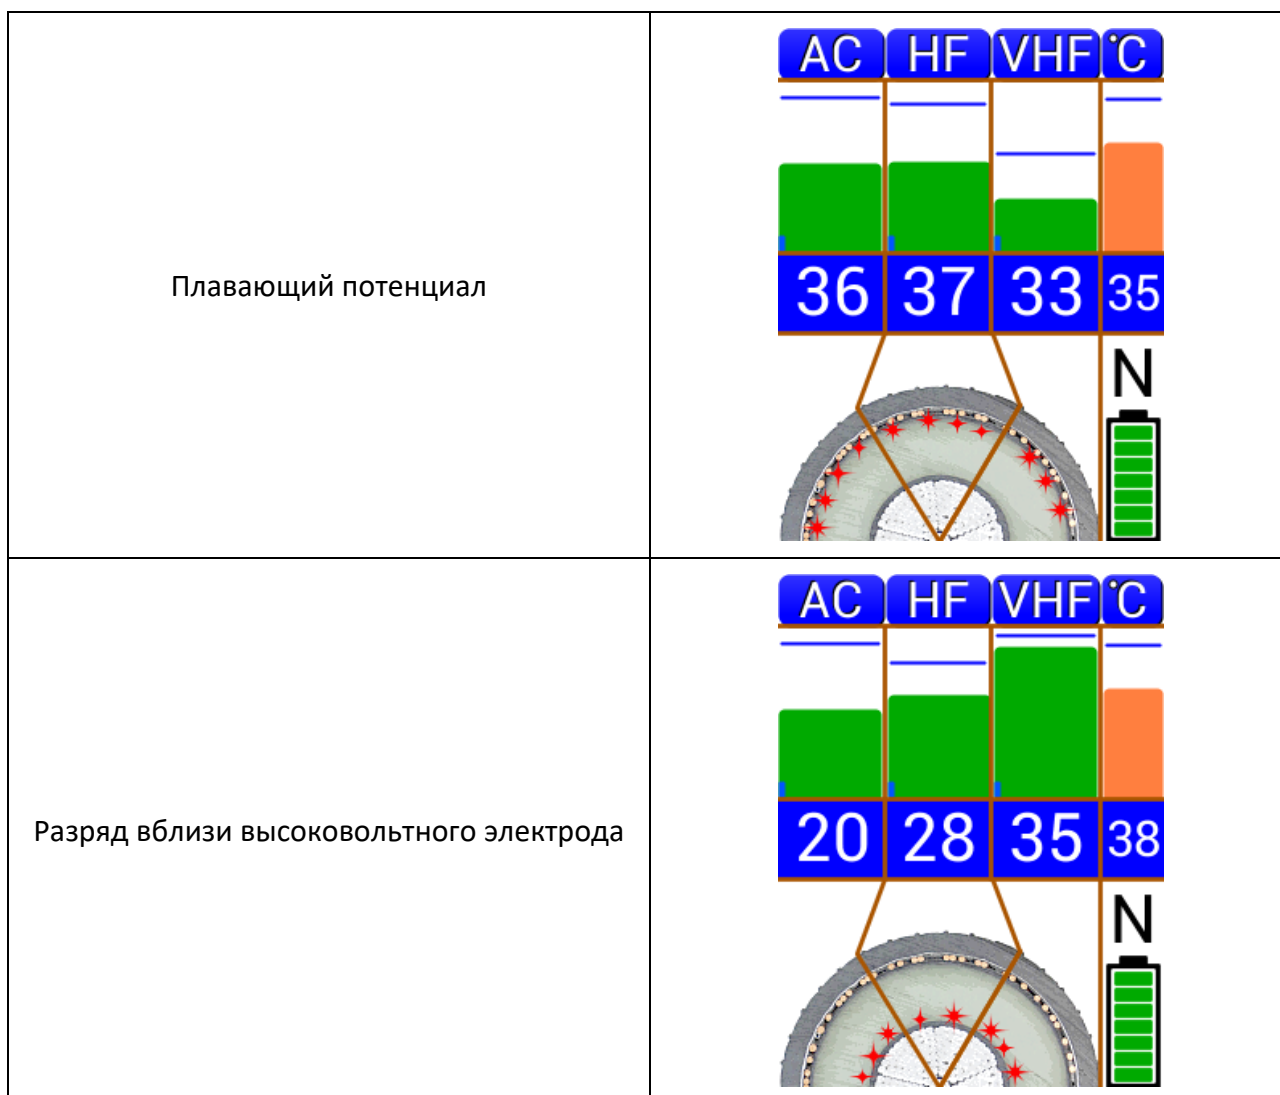 AC HF VHF °C
Плавающий потенциал
36 37 33 35
N
AC HF VHF °C
Разряд вблизи высоковольтного электрода
20 28 35 38
N